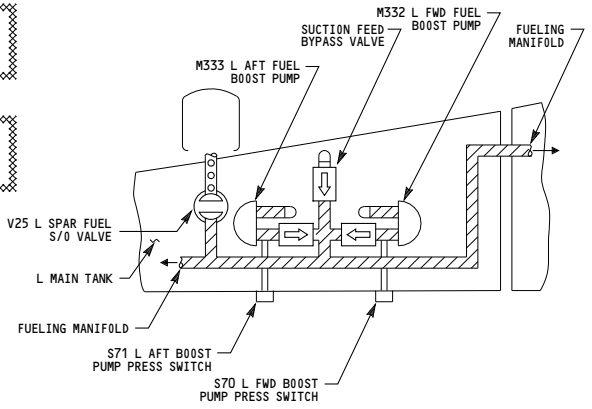 M332 L FWD FUEL
BOOST PUMP
SUCTION FEED
BYPASS VALVE
FUELING
MANIFOLD
M333 L AFT FUEL
BOOST PUMP
V25 L SPAR FUEL
S/O VALVE
L MAIN TANK
FUELING MANIFOLD
S71 L AFT BOOST
PUMP PRESS SWITCH
S70 L FWD BOOST
PUMP PRESS SWITCH